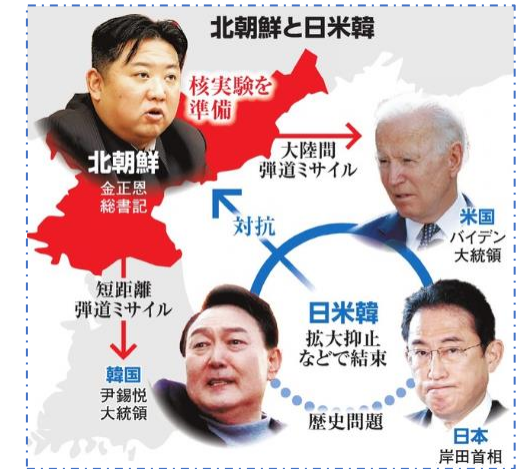 北朝鮮と日米韓
核実験を
準備
北朝鮮
金正恩
総書記
大陸間
弾道ミサイル
米国
バイデン
大統領
対抗
短距離
弾道ミサイル
日米韓
拡大抑止
などで結束
韓国
尹錫悦
大統領
歴史問題
日本
岸田首相